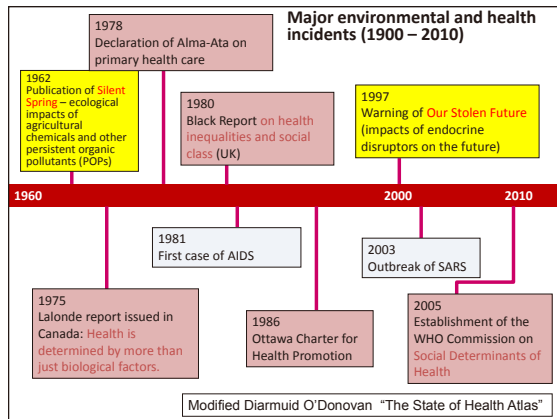 Major environmental and health
incidents (1900 – 2010)
1978
Declaration of Alma-Ata on
primary health care
1962
Publication of Silent
Spring – ecological
impacts of
agricultural
chemicals and other
persistent organic
pollutants (POPs)
1980
Black Report on health
inequalities and social
class (UK)
1997
Warning of Our Stolen Future
(impacts of endocrine
disruptors on the future)
1960
2000
2010
1981
First case of AIDS
2003
Outbreak of SARS
1975
Lalonde report issued in
Canada: Health is
determined by more than
just biological factors.
1986
Ottawa Charter for
Health Promotion
2005
Establishment of the
WHO Commission on
Social Determinants
of Health
Modified Diarmuid O’Donovan “The State of Health Atlas”